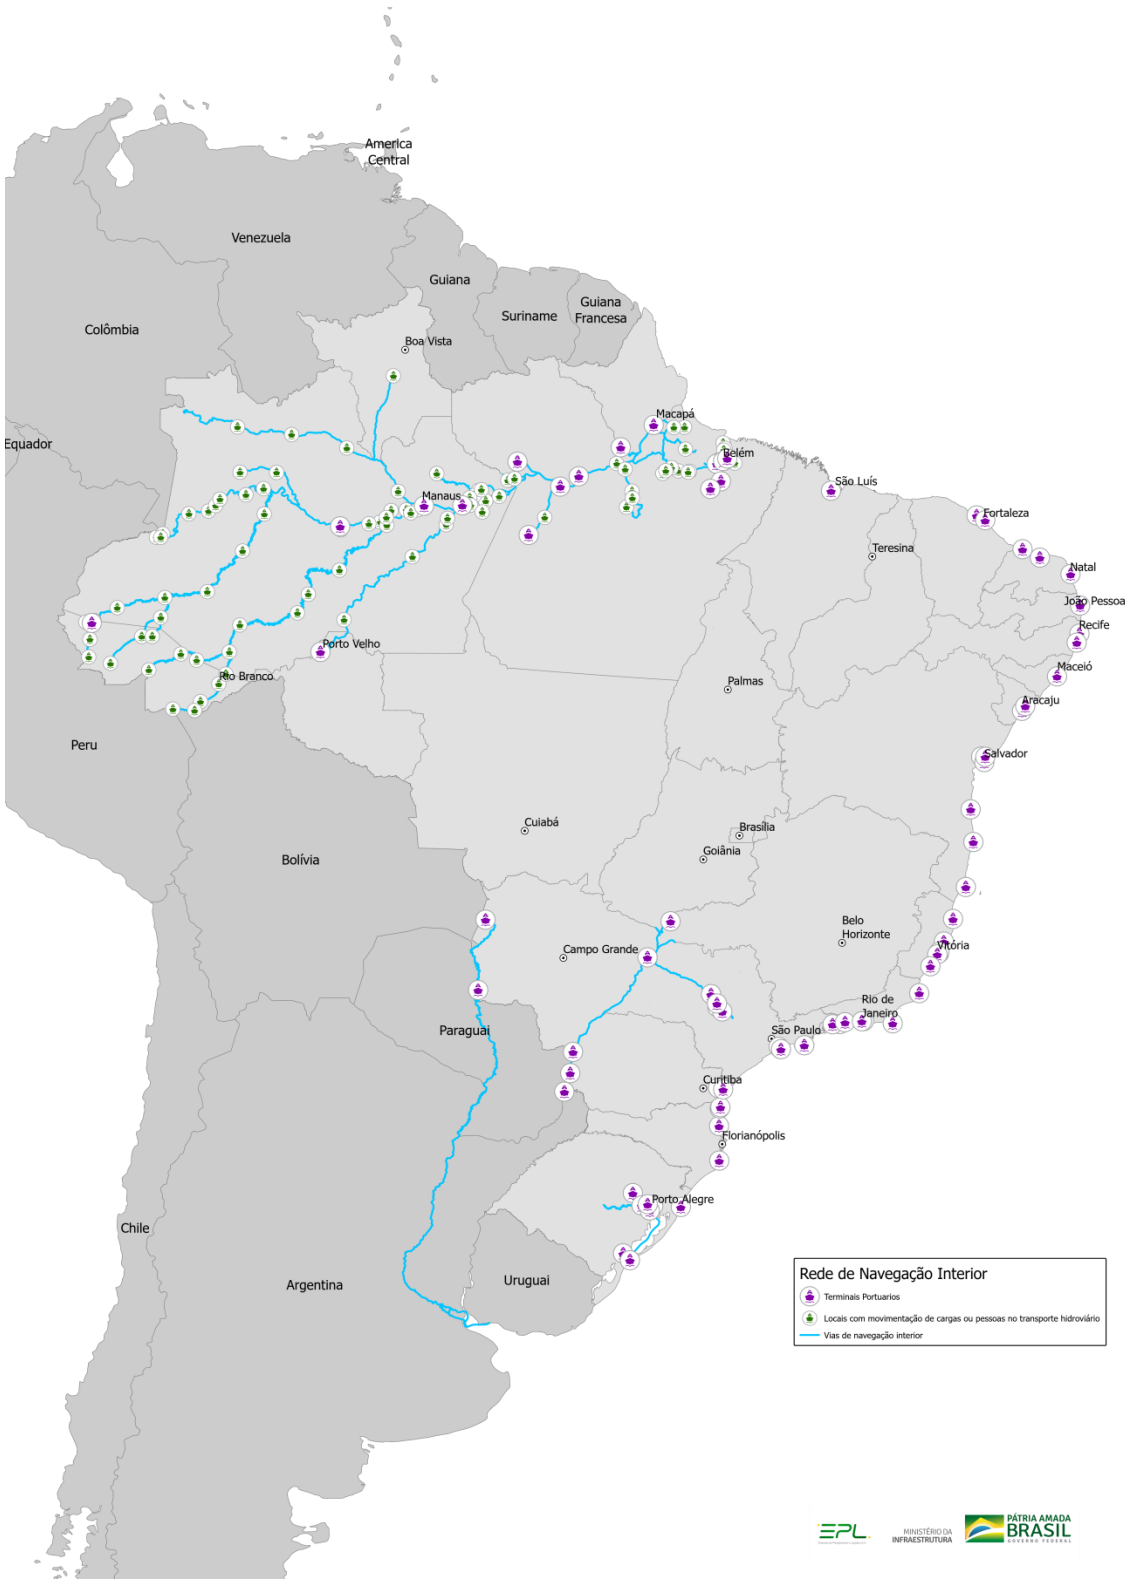 America
Central
Venezuela
Guiana
Suriname
Guiana
Francesa
Colômbia
Boa Vista
Equador
Macapá
Belém
Manaus
São Luís
Fortaleza
Teresina
Natal
João Pessoa
Recife
Porto Velho
Rio Branco
Maceió
Palmas
Aracaju
Peru
Salvador
Cuiabá
Brasília
Goiânia
Bolívia
Belo
Horizonte
Campo Grande
Vitória
Rio de
Janeiro
Paraguai
São Paulo
Curitiba
Florianópolis
Porto Alegre
Chile
Argentina
Uruguai
Rede de Navegação Interior
Terminais Portuarios
Locais com movimentação de cargas ou pessoas no transporte hidroviário
Vias de navegação interior
EPL
MINISTÉRIO DA
INFRAESTRUTURA
PÁTRIA AMADA
BRASIL
GOVERNO FEDERAL